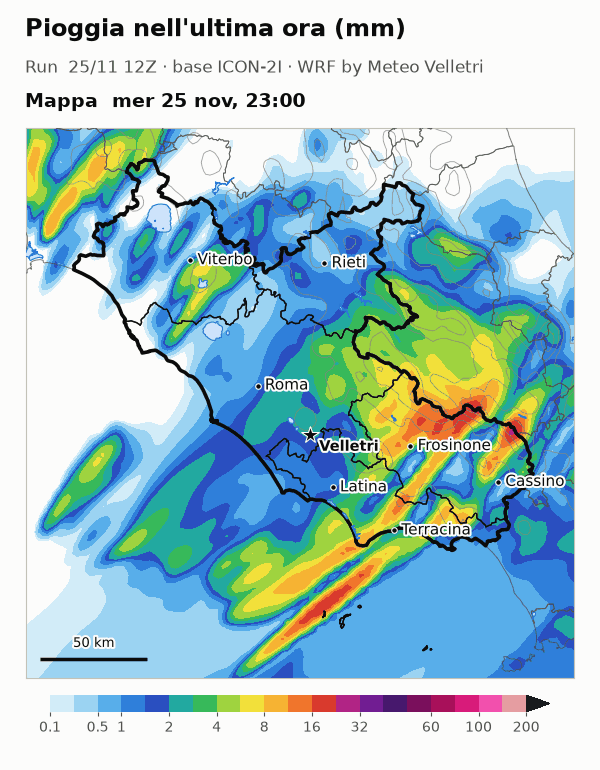 Pioggia nell'ultima ora (mm)
Run 25/11 12Z · base ICON-2I · WRF by Meteo Velletri
Mappa mer 25 nov, 23:00
Viterbo
Rieti
Roma
Velletri
Frosinone
Latina
Cassino
Terracina
50 km
0.1 0.5 1 2 4 8 16 32 60 100 200